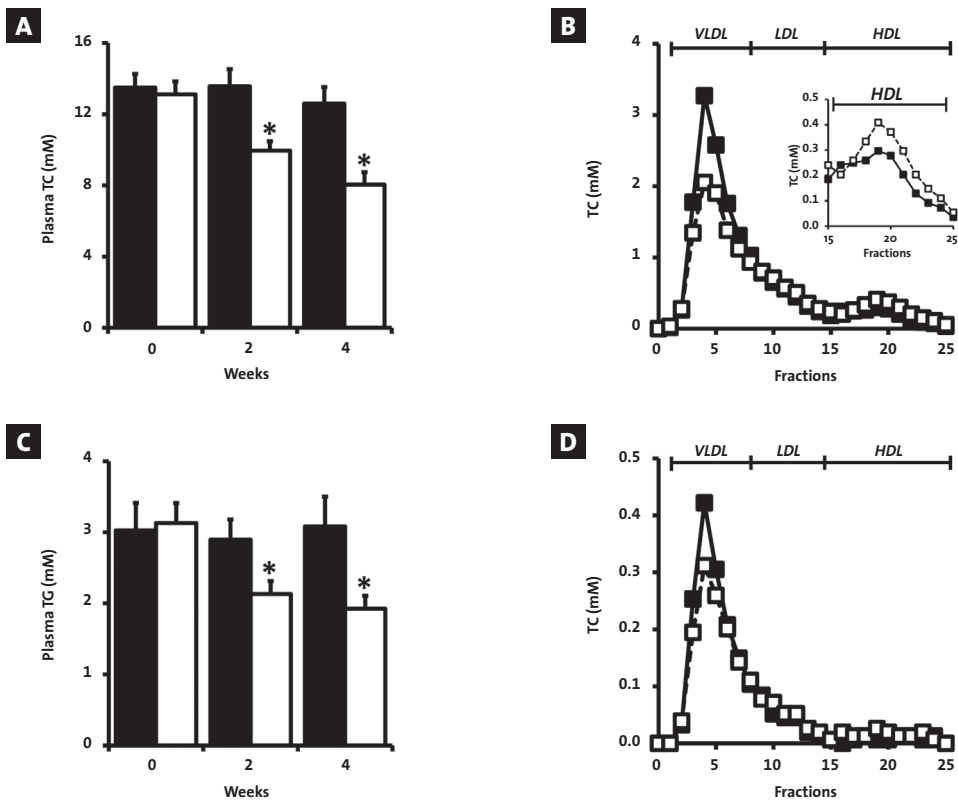 A
Plasma TC (mM)
16
12
8
4
0
*
*
0 2 4
Weeks
B
VLDL LDL HDL
TC (mM)
4
3
2
1
0
0 5 10 15 20 25
Fractions
HDL
TC (mM)
0.5
0.4
0.3
0.2
0.1
0.0
15 20 25
Fractions
C
Plasma TG (mM)
4
3
2
1
0
*
*
0 2 4
Weeks
D
VLDL LDL HDL
TC (mM)
0.5
0.4
0.3
0.2
0.1
0.0
0 5 10 15 20 25
Fractions